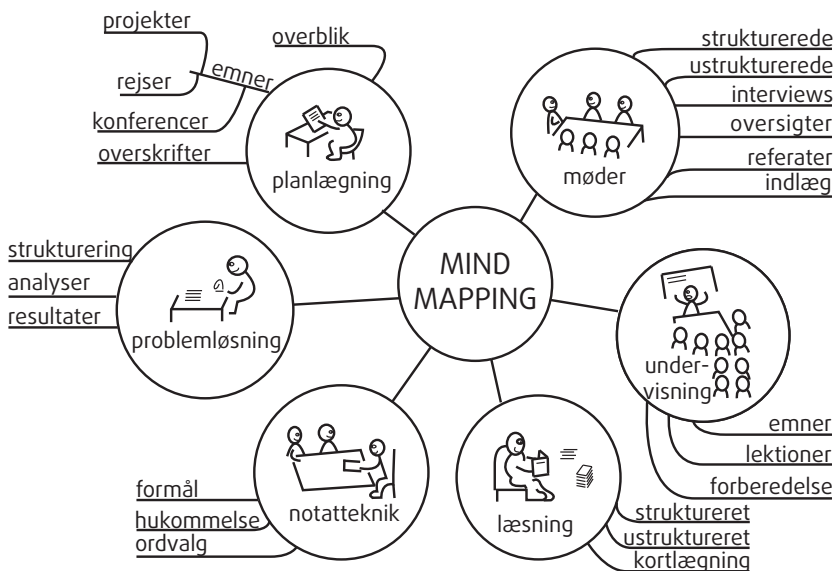 projekter
rejser
emner
konferencer
overskrifter
overblik
planlægning
strukturerede
ustrukturerede
interviews
oversigter
referater
indlæg
møder
MIND
MAPPING
strukturering
analyser
resultater
problemløsning
under-
visning
emner
lektioner
forberedelse
formål
hukommelse
ordvalg
notatteknik
læsning
struktureret
ustruktureret
kortlægning